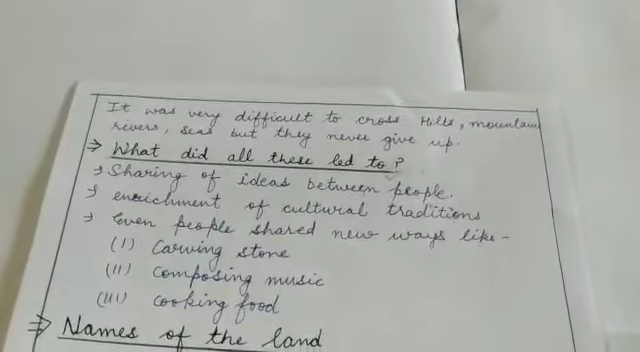 It was very difficult to cross Hills, mountain
rivers, seas but they never give up.
⇒ What did all these led to?
→ Sharing of ideas between people.
→ enrichment of cultural traditions
→ Even people shared new ways like -
(I) Carving stone
(II) Composing music
(III) Cooking food
⇒ Names of the land